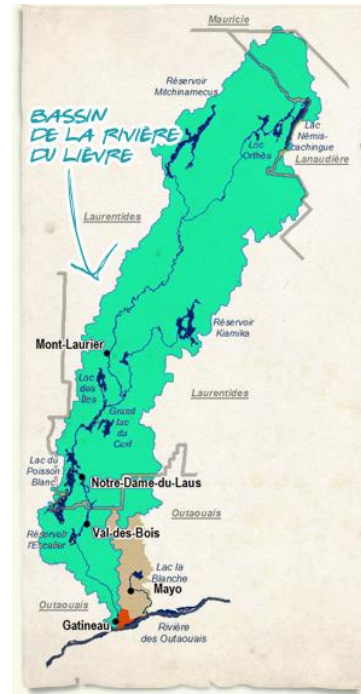 Mauricie
Réservoir
Mitchinamecus
BASSIN
DE LA RIVIÈRE
DU LIÈVRE
Lac
Némis-
cachingue
Lac
Orthès
Lanaudière
Laurentides
Réservoir
Kiamika
Mont-Laurier
Lac
des
Îles
Laurentides
Grand
lac
du
Cerf
Lac du
Poisson
Blanc
Notre-Dame-du-Laus
Outaouais
Réservoir
l'Escalier
Val-des-Bois
Lac la
Blanche
Mayo
Outaouais
Gatineau
Rivière
des Outaouais